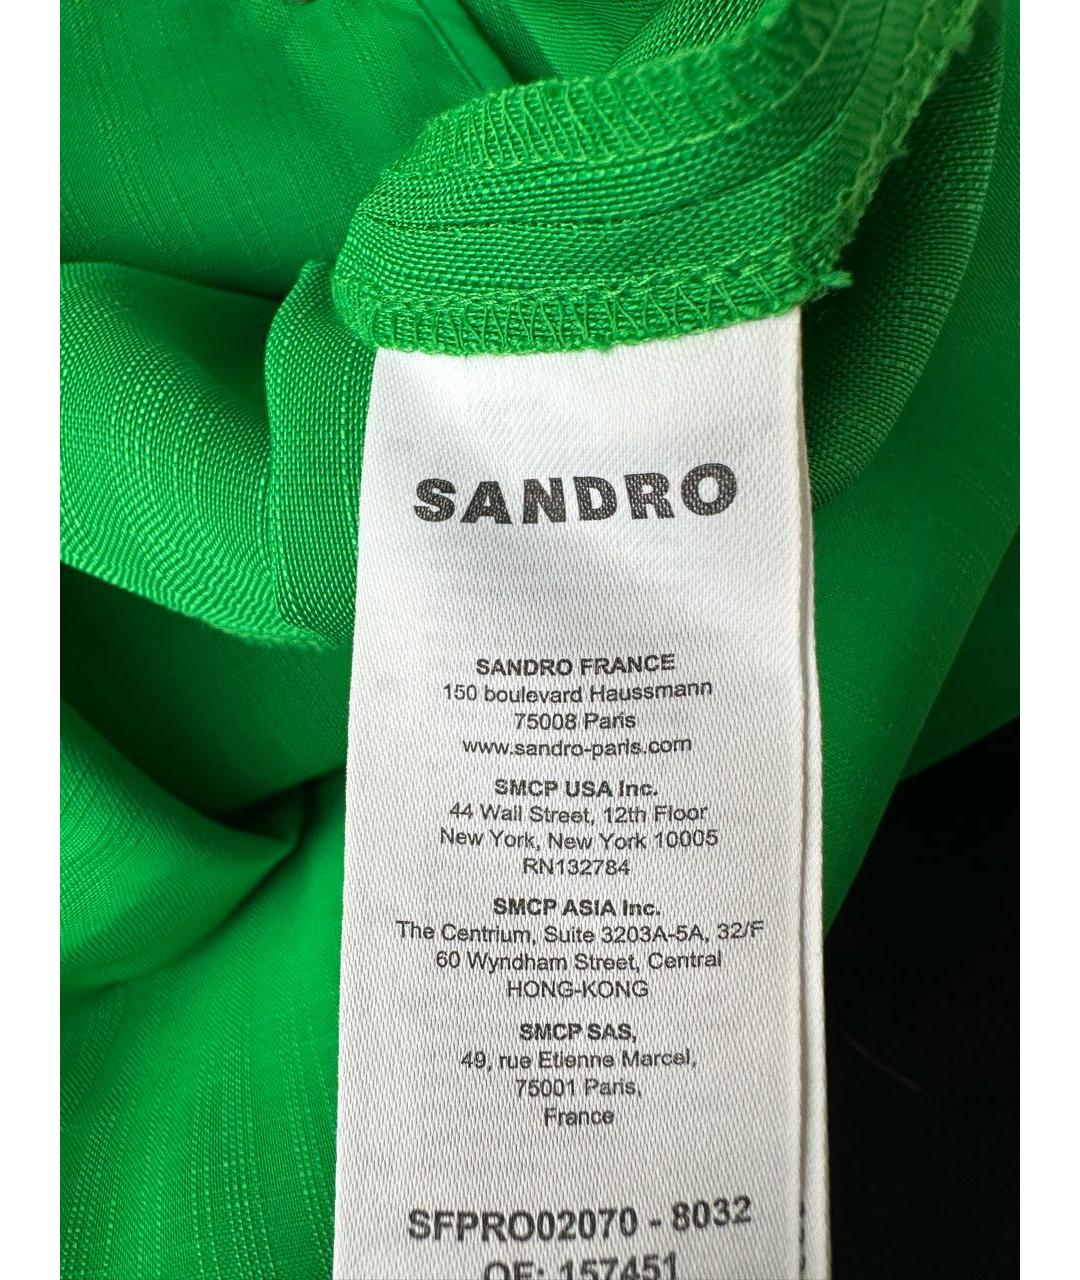 SANDRO
SANDRO FRANCE
150 boulevard Haussmann
75008 Paris
www.sandro-paris.com
SMCP USA Inc.
44 Wall Street, 12th Floor
New York, New York 10005
RN132784
SMCP ASIA Inc.
The Centrium, Suite 3203A-5A, 32/F
60 Wyndham Street, Central
HONG-KONG
SMCP SAS,
49, rue Etienne Marcel,
75001 Paris,
France
SFPRO02070 - 8032
OF: 157451